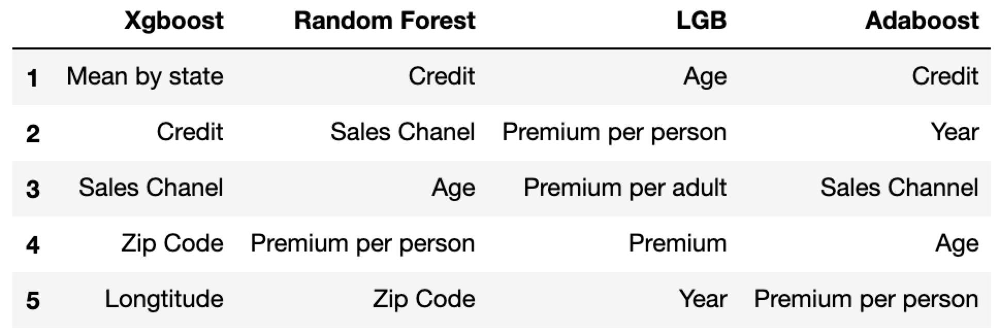 Xgboost Random Forest LGB Adaboost
1 Mean by state Credit Age Credit
2 Credit Sales Chanel Premium per person Year
3 Sales Chanel Age Premium per adult Sales Channel
4 Zip Code Premium per person Premium Age
5 Longtitude Zip Code Year Premium per person